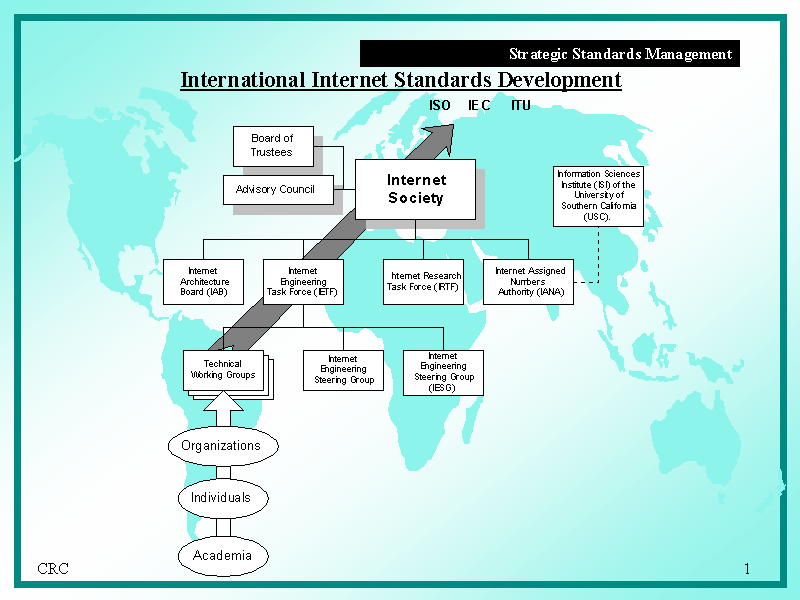 Strategic Standards Management
International Internet Standards Development
ISO IEC ITU
Board of
Trustees
Advisory Council
Internet
Society
Information Sciences
Institute (ISI) of the
University of
Southern California
(USC).
Internet
Architecture
Board (IAB)
Internet
Engineering
Task Force (IETF)
Internet Research
Task Force (IRTF)
Internet Assigned
Numbers
Authority (IANA)
Technical
Working Groups
Internet
Engineering
Steering Group
Internet
Engineering
Steering Group
(IESG)
Organizations
Individuals
Academia
CRC
1